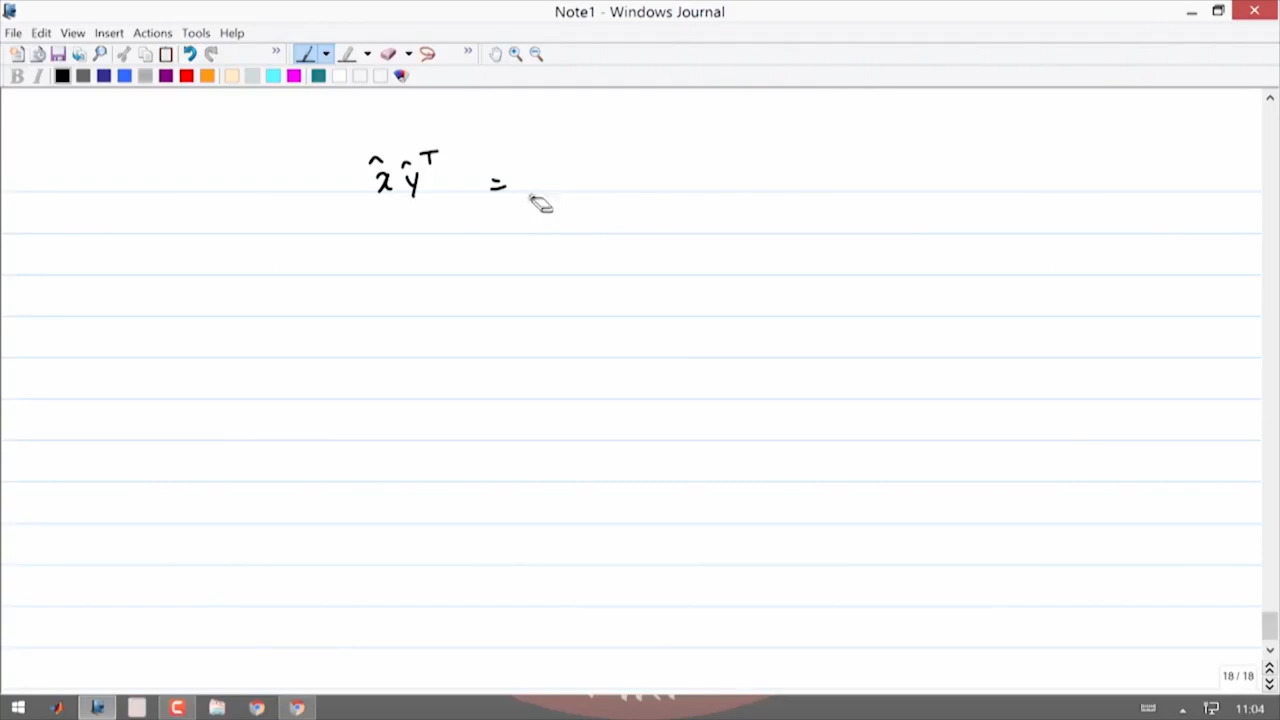 Note1 - Windows Journal
File Edit View Insert Actions Tools Help
B I
x̂ ŷᵀ =
18 / 18
11:04